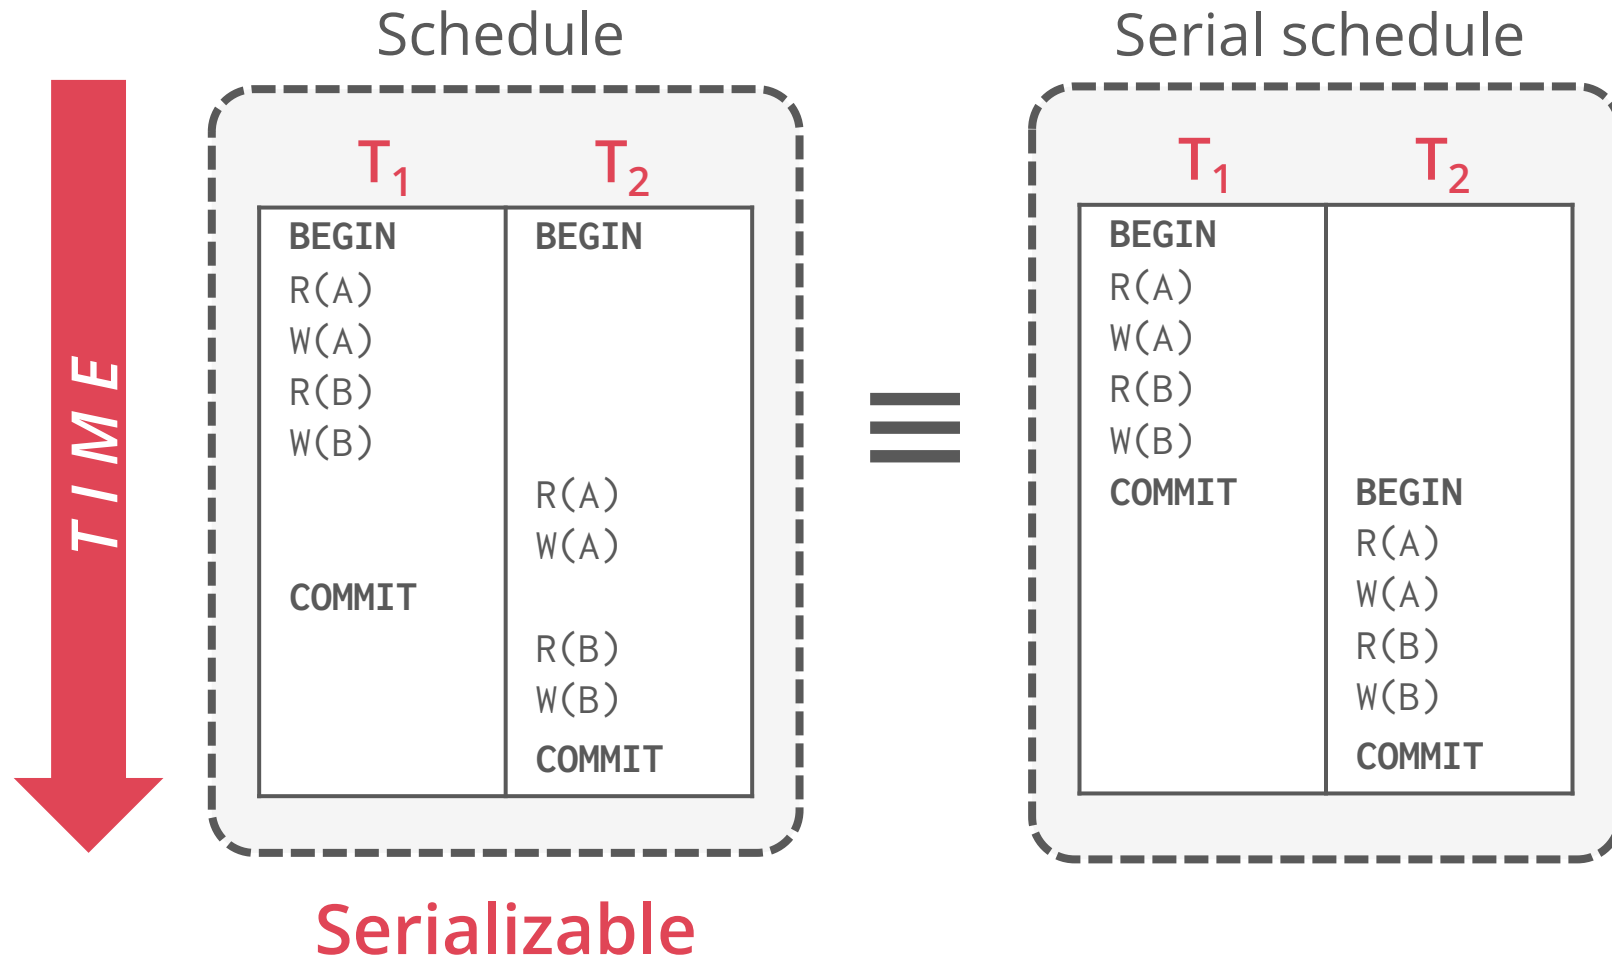 Schedule
T1 T2
BEGIN BEGIN
R(A)
W(A)
R(B)
W(B)
R(A)
W(A)
COMMIT
R(B)
W(B)
COMMIT
Serializable
TIME
≡
Serial schedule
T1 T2
BEGIN
R(A)
W(A)
R(B)
W(B)
COMMIT BEGIN
R(A)
W(A)
R(B)
W(B)
COMMIT